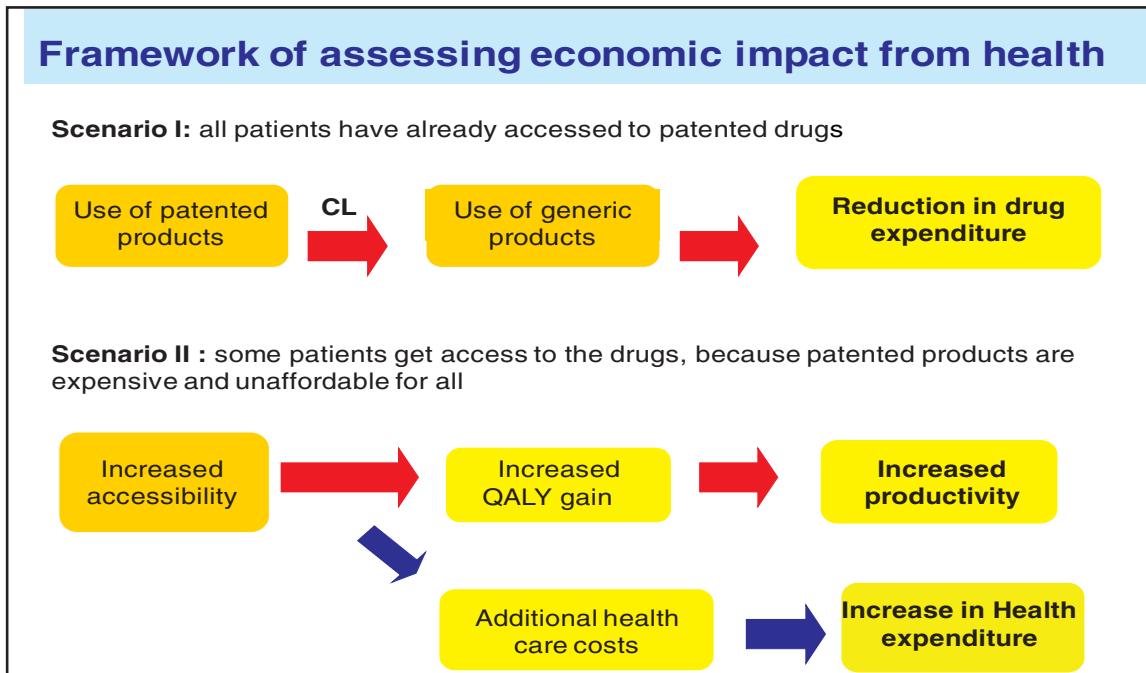 Framework of assessing economic impact from health
Scenario I: all patients have already accessed to patented drugs
Use of patented
products
CL
Use of generic
products
Reduction in drug
expenditure
Scenario II : some patients get access to the drugs, because patented products are
expensive and unaffordable for all
Increased
accessibility
Increased
QALY gain
Increased
productivity
Additional health
care costs
Increase in Health
expenditure